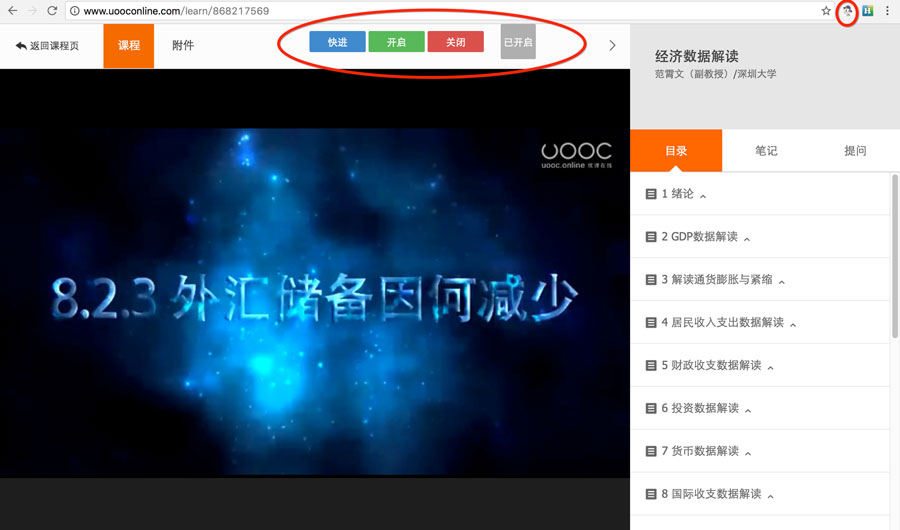 www.uooconline.com/learn/868217569
返回课程页
课程
附件
快进
开启
关闭
已开启
经济数据解读
范霄文（副教授）/深圳大学
UOOC
uooc.online 优课在线
8.2.3 外汇储备因何减少
目录
笔记
提问
1 绪论
2 GDP数据解读
3 解读通货膨胀与紧缩
4 居民收入支出数据解读
5 财政收支数据解读
6 投资数据解读
7 货币数据解读
8 国际收支数据解读